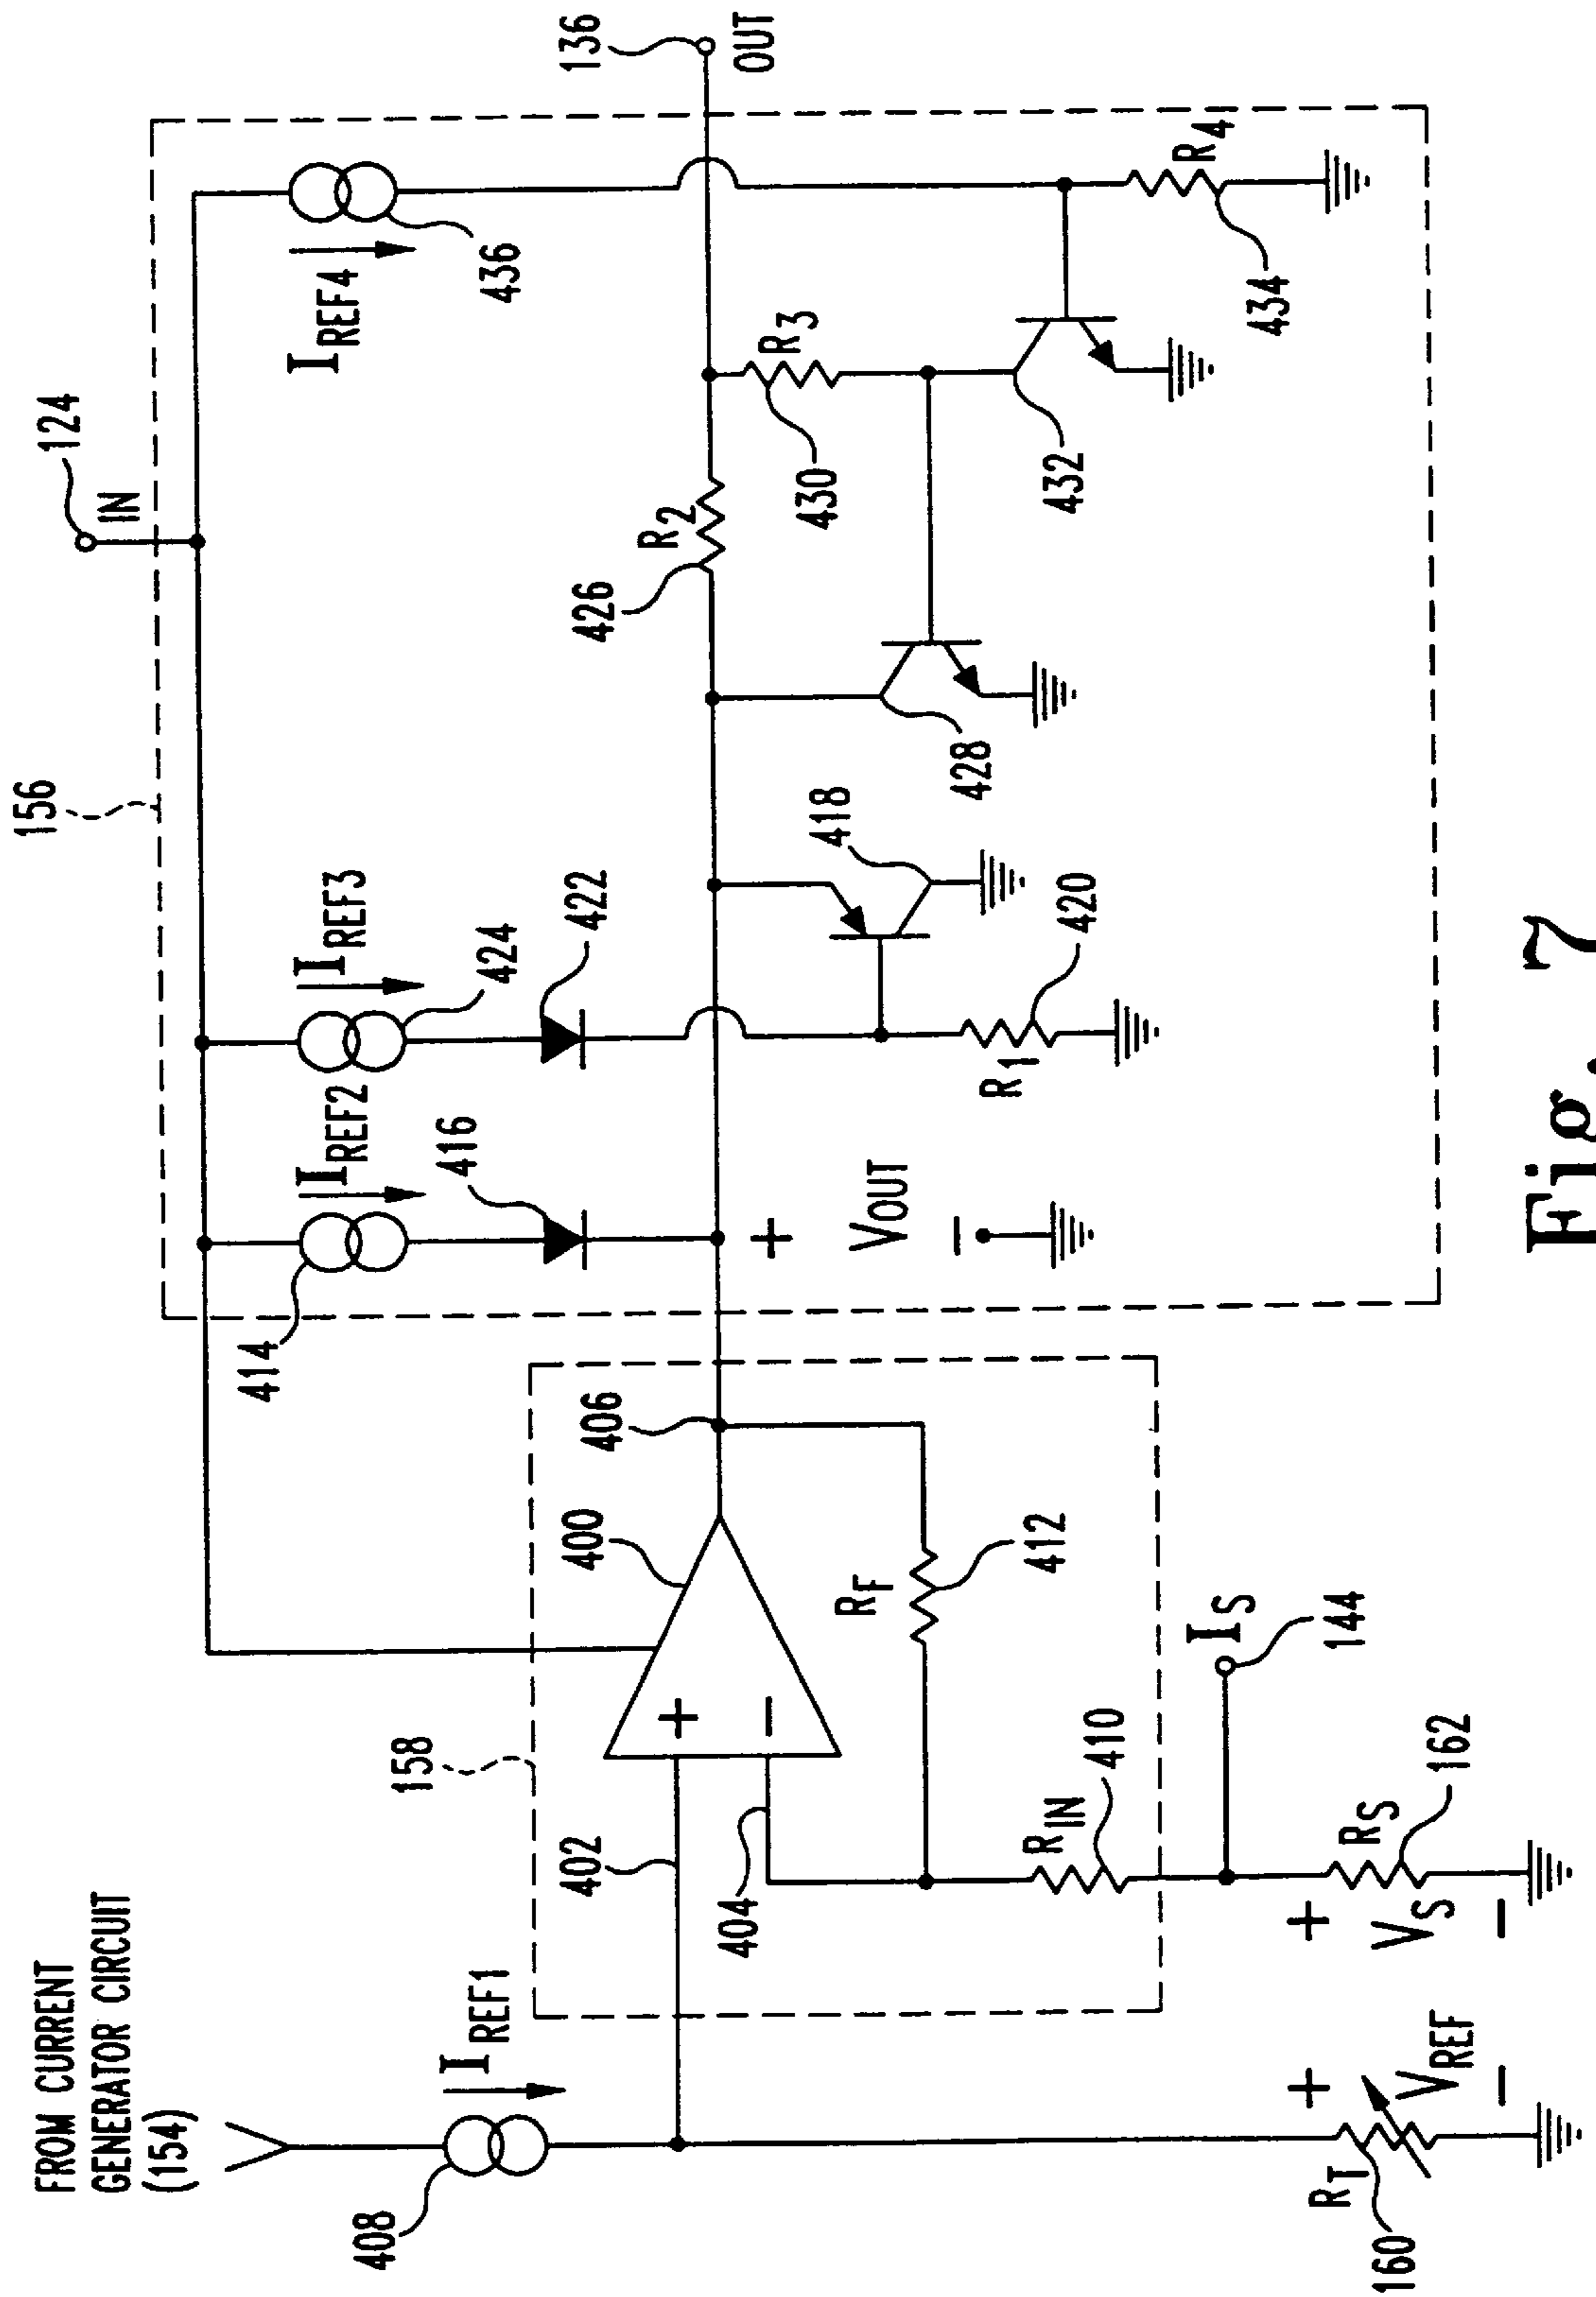 FROM CURRENT
GENERATOR CIRCUIT
(154)
408
IREF1
402
404
158
400
406
+
−
RF
412
RIN
410
IS
144
RS
162
+
VS
−
RT
160
+
VREF
−
156
124
IN
414
IREF2
416
IREF3
424
422
418
420
R1
+
VOUT
−
426
R2
428
R3
430
432
IREF4
436
R4
434
136
OUT
Fig. 7